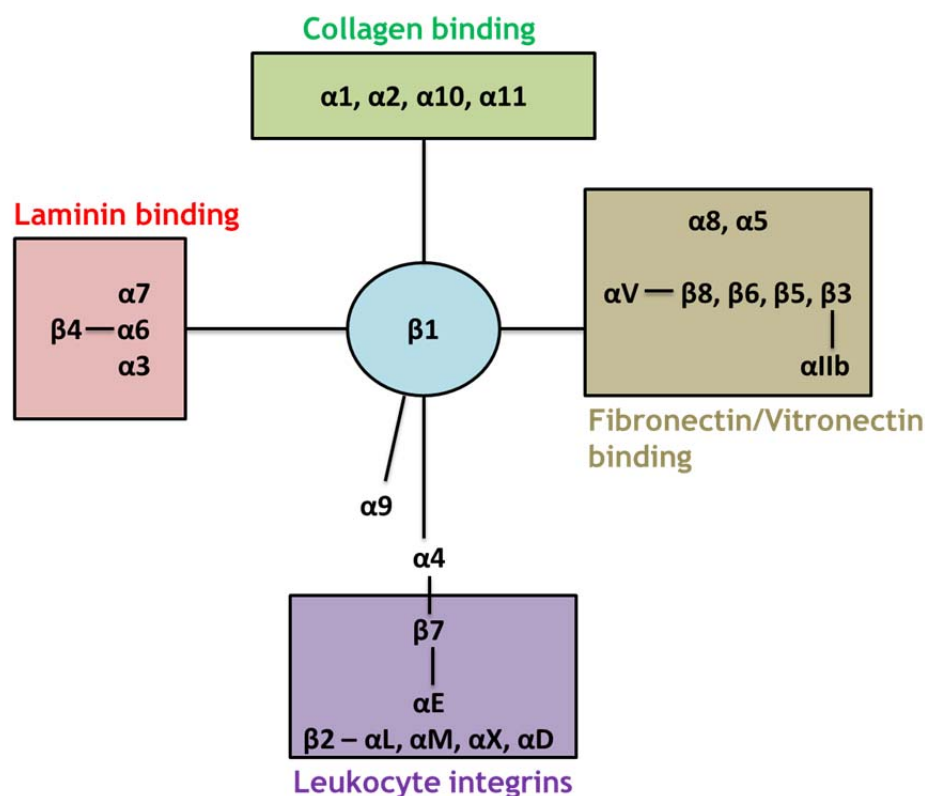 Collagen binding
α1, α2, α10, α11
Laminin binding
α7
β4 – α6
α3
β1
α8, α5
αV – β8, β6, β5, β3
αIIb
Fibronectin/Vitronectin
binding
α9
α4
β7
αE
β2 – αL, αM, αX, αD
Leukocyte integrins